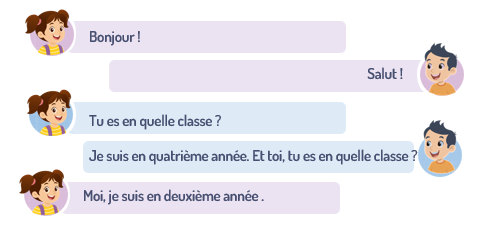 Bonjour !
Salut !
Tu es en quelle classe ?
Je suis en quatrième année. Et toi, tu es en quelle classe ?
Moi, je suis en deuxième année .